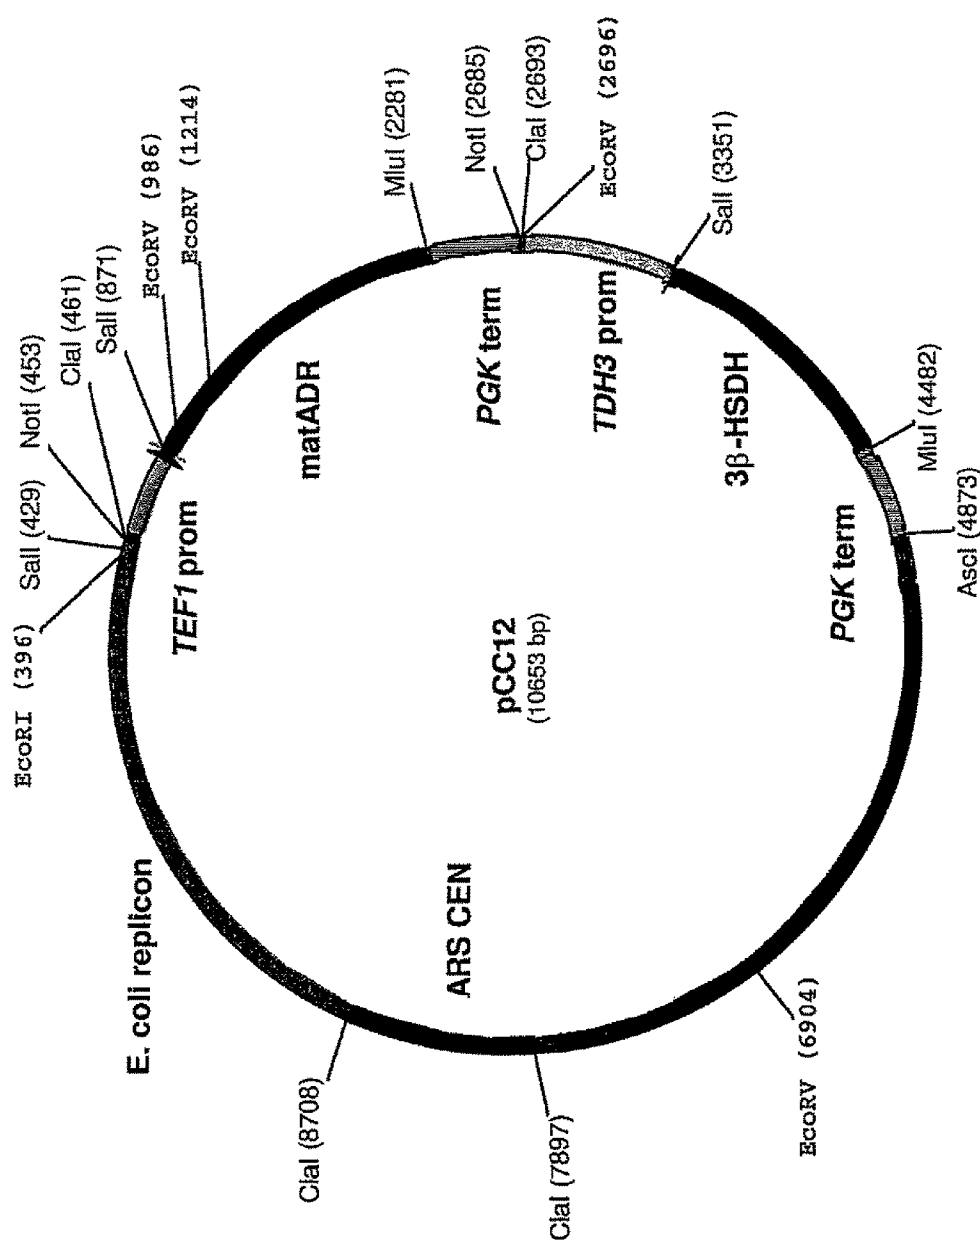 EcoRI (396)
SalI (429)
NotI (453)
ClaI (461)
SalI (871)
EcoRV (986)
EcoRV (1214)
MluI (2281)
NotI (2685)
ClaI (2693)
EcoRV (2696)
SalI (3351)
MluI (4482)
AscI (4873)
EcoRV (6904)
ClaI (7897)
ClaI (8708)
E. coli replicon
TEF1 prom
matADR
PGK term
TDH3 prom
3β-HSDH
PGK term
ARS CEN
pCC12
(10653 bp)